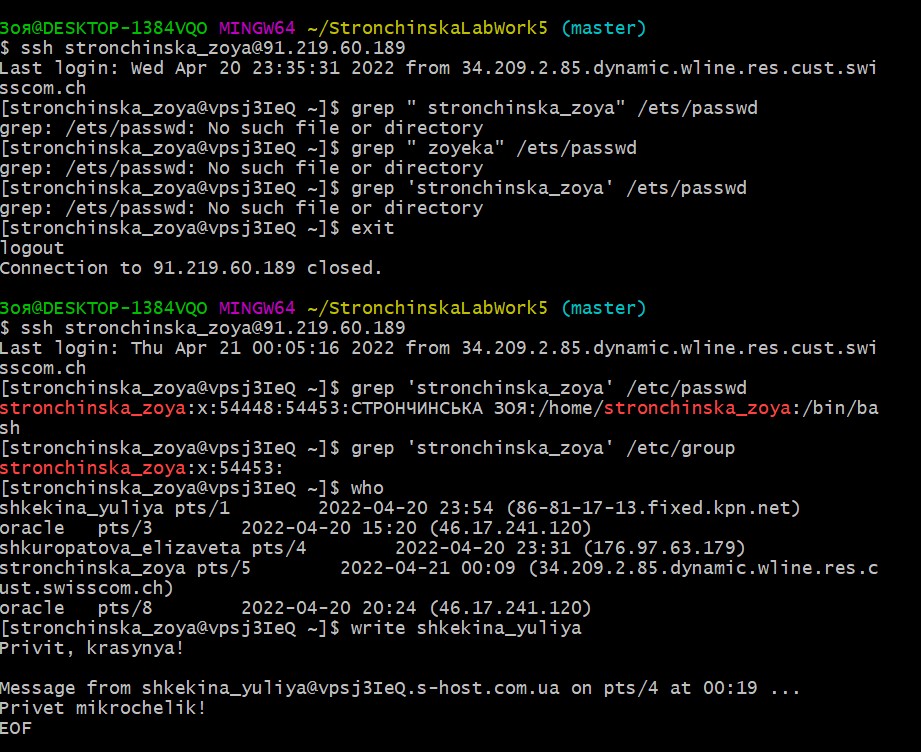 Зоя@DESKTOP-1384VQO MINGW64 ~/StronchinskaLabWork5 (master)
$ ssh stronchinska_zoya@91.219.60.189
Last login: Wed Apr 20 23:35:31 2022 from 34.209.2.85.dynamic.wline.res.cust.swi
sscom.ch
[stronchinska_zoya@vpsj3IeQ ~]$ grep " stronchinska_zoya" /ets/passwd
grep: /ets/passwd: No such file or directory
[stronchinska_zoya@vpsj3IeQ ~]$ grep " zoyeka" /ets/passwd
grep: /ets/passwd: No such file or directory
[stronchinska_zoya@vpsj3IeQ ~]$ grep 'stronchinska_zoya' /ets/passwd
grep: /ets/passwd: No such file or directory
[stronchinska_zoya@vpsj3IeQ ~]$ exit
logout
Connection to 91.219.60.189 closed.
Зоя@DESKTOP-1384VQO MINGW64 ~/StronchinskaLabWork5 (master)
$ ssh stronchinska_zoya@91.219.60.189
Last login: Thu Apr 21 00:05:16 2022 from 34.209.2.85.dynamic.wline.res.cust.swi
sscom.ch
[stronchinska_zoya@vpsj3IeQ ~]$ grep 'stronchinska_zoya' /etc/passwd
stronchinska_zoya:x:54448:54453:СТРОНЧИНСЬКА ЗОЯ:/home/stronchinska_zoya:/bin/ba
sh
[stronchinska_zoya@vpsj3IeQ ~]$ grep 'stronchinska_zoya' /etc/group
stronchinska_zoya:x:54453:
[stronchinska_zoya@vpsj3IeQ ~]$ who
shkekina_yuliya pts/1        2022-04-20 23:54 (86-81-17-13.fixed.kpn.net)
oracle   pts/3        2022-04-20 15:20 (46.17.241.120)
shkuropatova_elizaveta pts/4        2022-04-20 23:31 (176.97.63.179)
stronchinska_zoya pts/5        2022-04-21 00:09 (34.209.2.85.dynamic.wline.res.c
ust.swisscom.ch)
oracle   pts/8        2022-04-20 20:24 (46.17.241.120)
[stronchinska_zoya@vpsj3IeQ ~]$ write shkekina_yuliya
Privit, krasynya!
Message from shkekina_yuliya@vpsj3IeQ.s-host.com.ua on pts/4 at 00:19 ...
Privet mikrochelik!
EOF